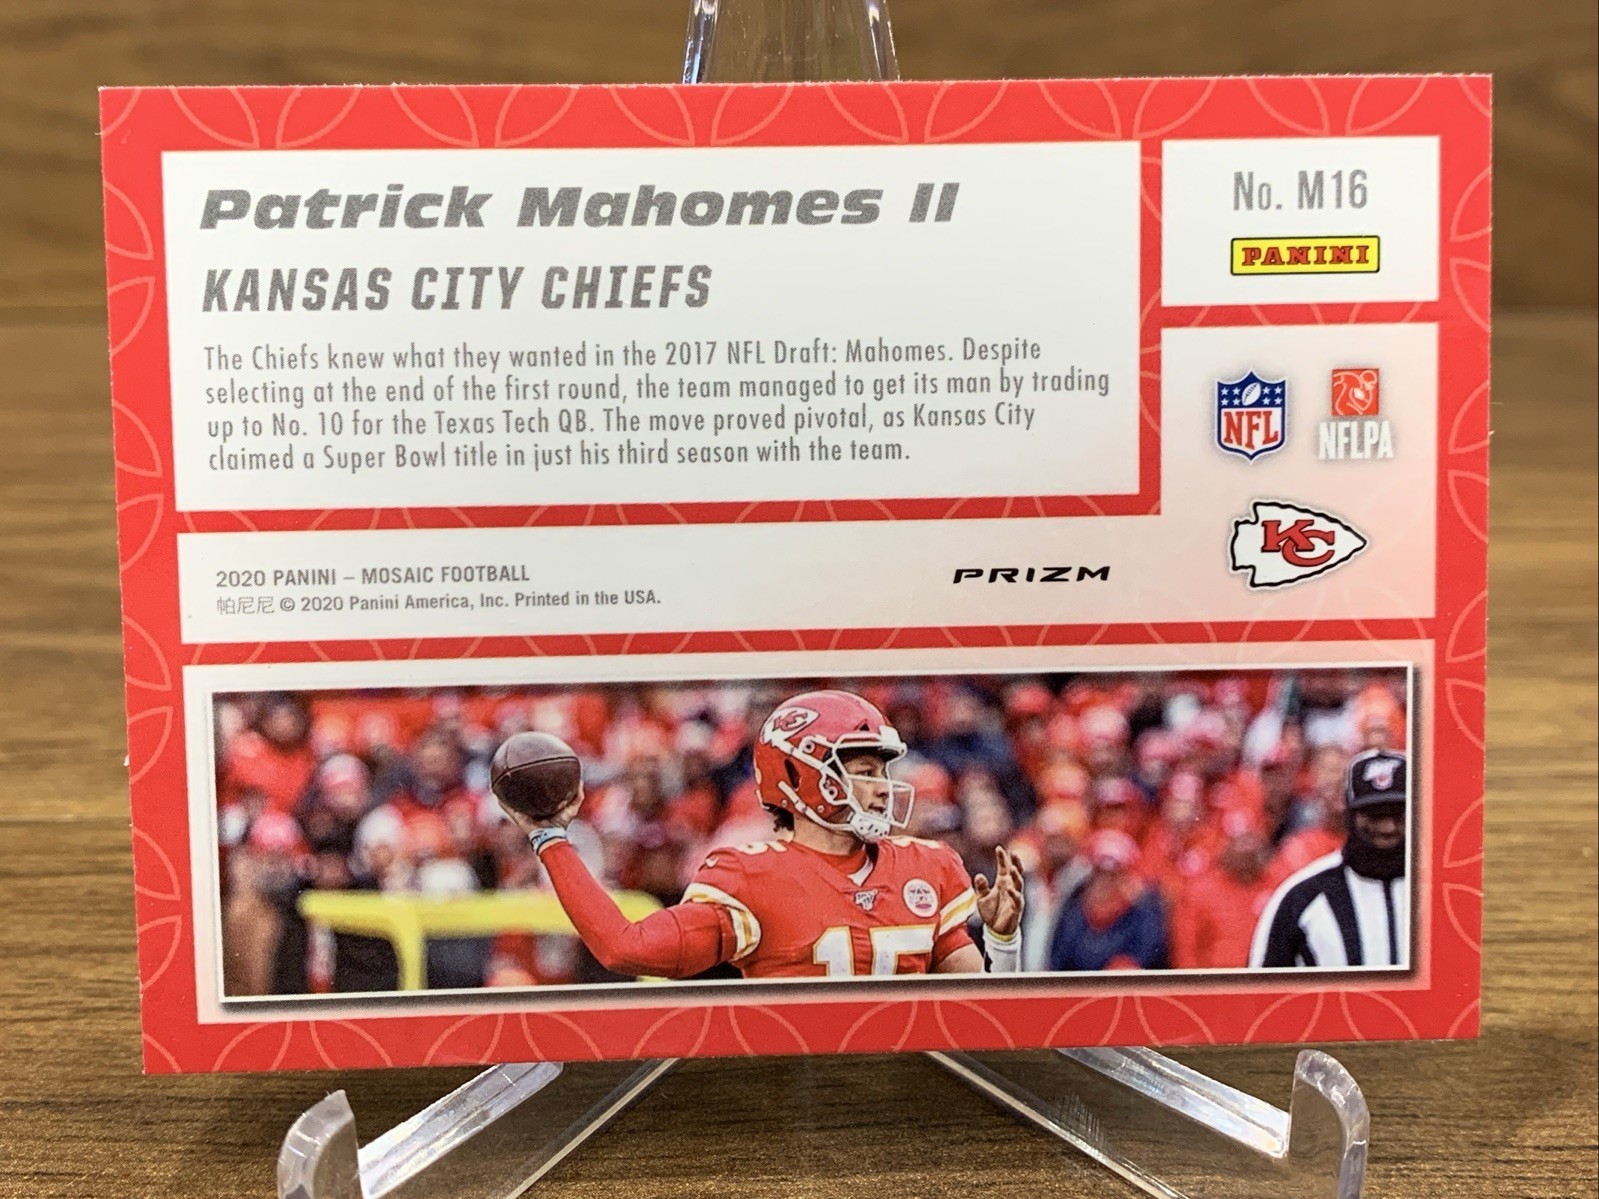 Patrick Mahomes II
KANSAS CITY CHIEFS
The Chiefs knew what they wanted in the 2017 NFL Draft: Mahomes. Despite
selecting at the end of the first round, the team managed to get its man by trading
up to No. 10 for the Texas Tech QB. The move proved pivotal, as Kansas City
claimed a Super Bowl title in just his third season with the team.
No. M16
PANINI
NFL
NFLPA
KC
2020 PANINI – MOSAIC FOOTBALL
帕尼尼 © 2020 Panini America, Inc. Printed in the USA.
PRIZM
KC
15